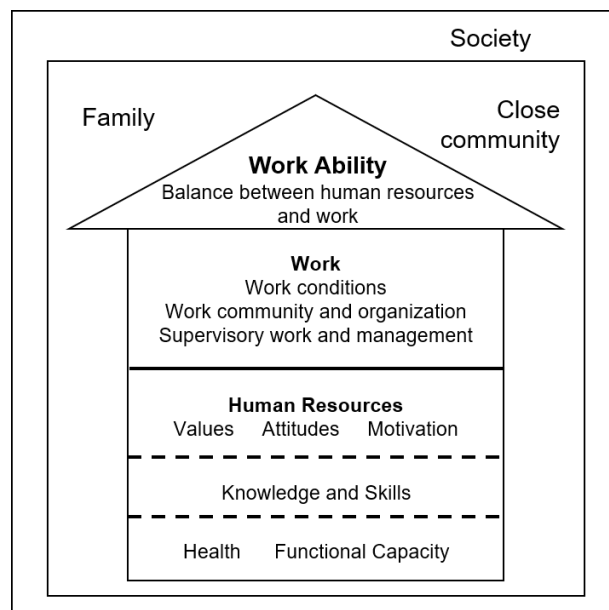 Society
Family
Close
community
Work Ability
Balance between human resources
and work
Work
Work conditions
Work community and organization
Supervisory work and management
Human Resources
Values Attitudes Motivation
Knowledge and Skills
Health Functional Capacity